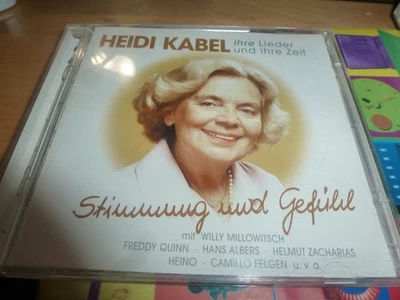 HEIDI KABEL ihre Lieder
und ihre Zeit
Stimmung und Gefühl
mit WILLY MILLOWITSCH
FREDDY QUINN · HANS ALBERS · HELMUT ZACHARIAS
HEINO · CAMILLO FELGEN u. v. a.